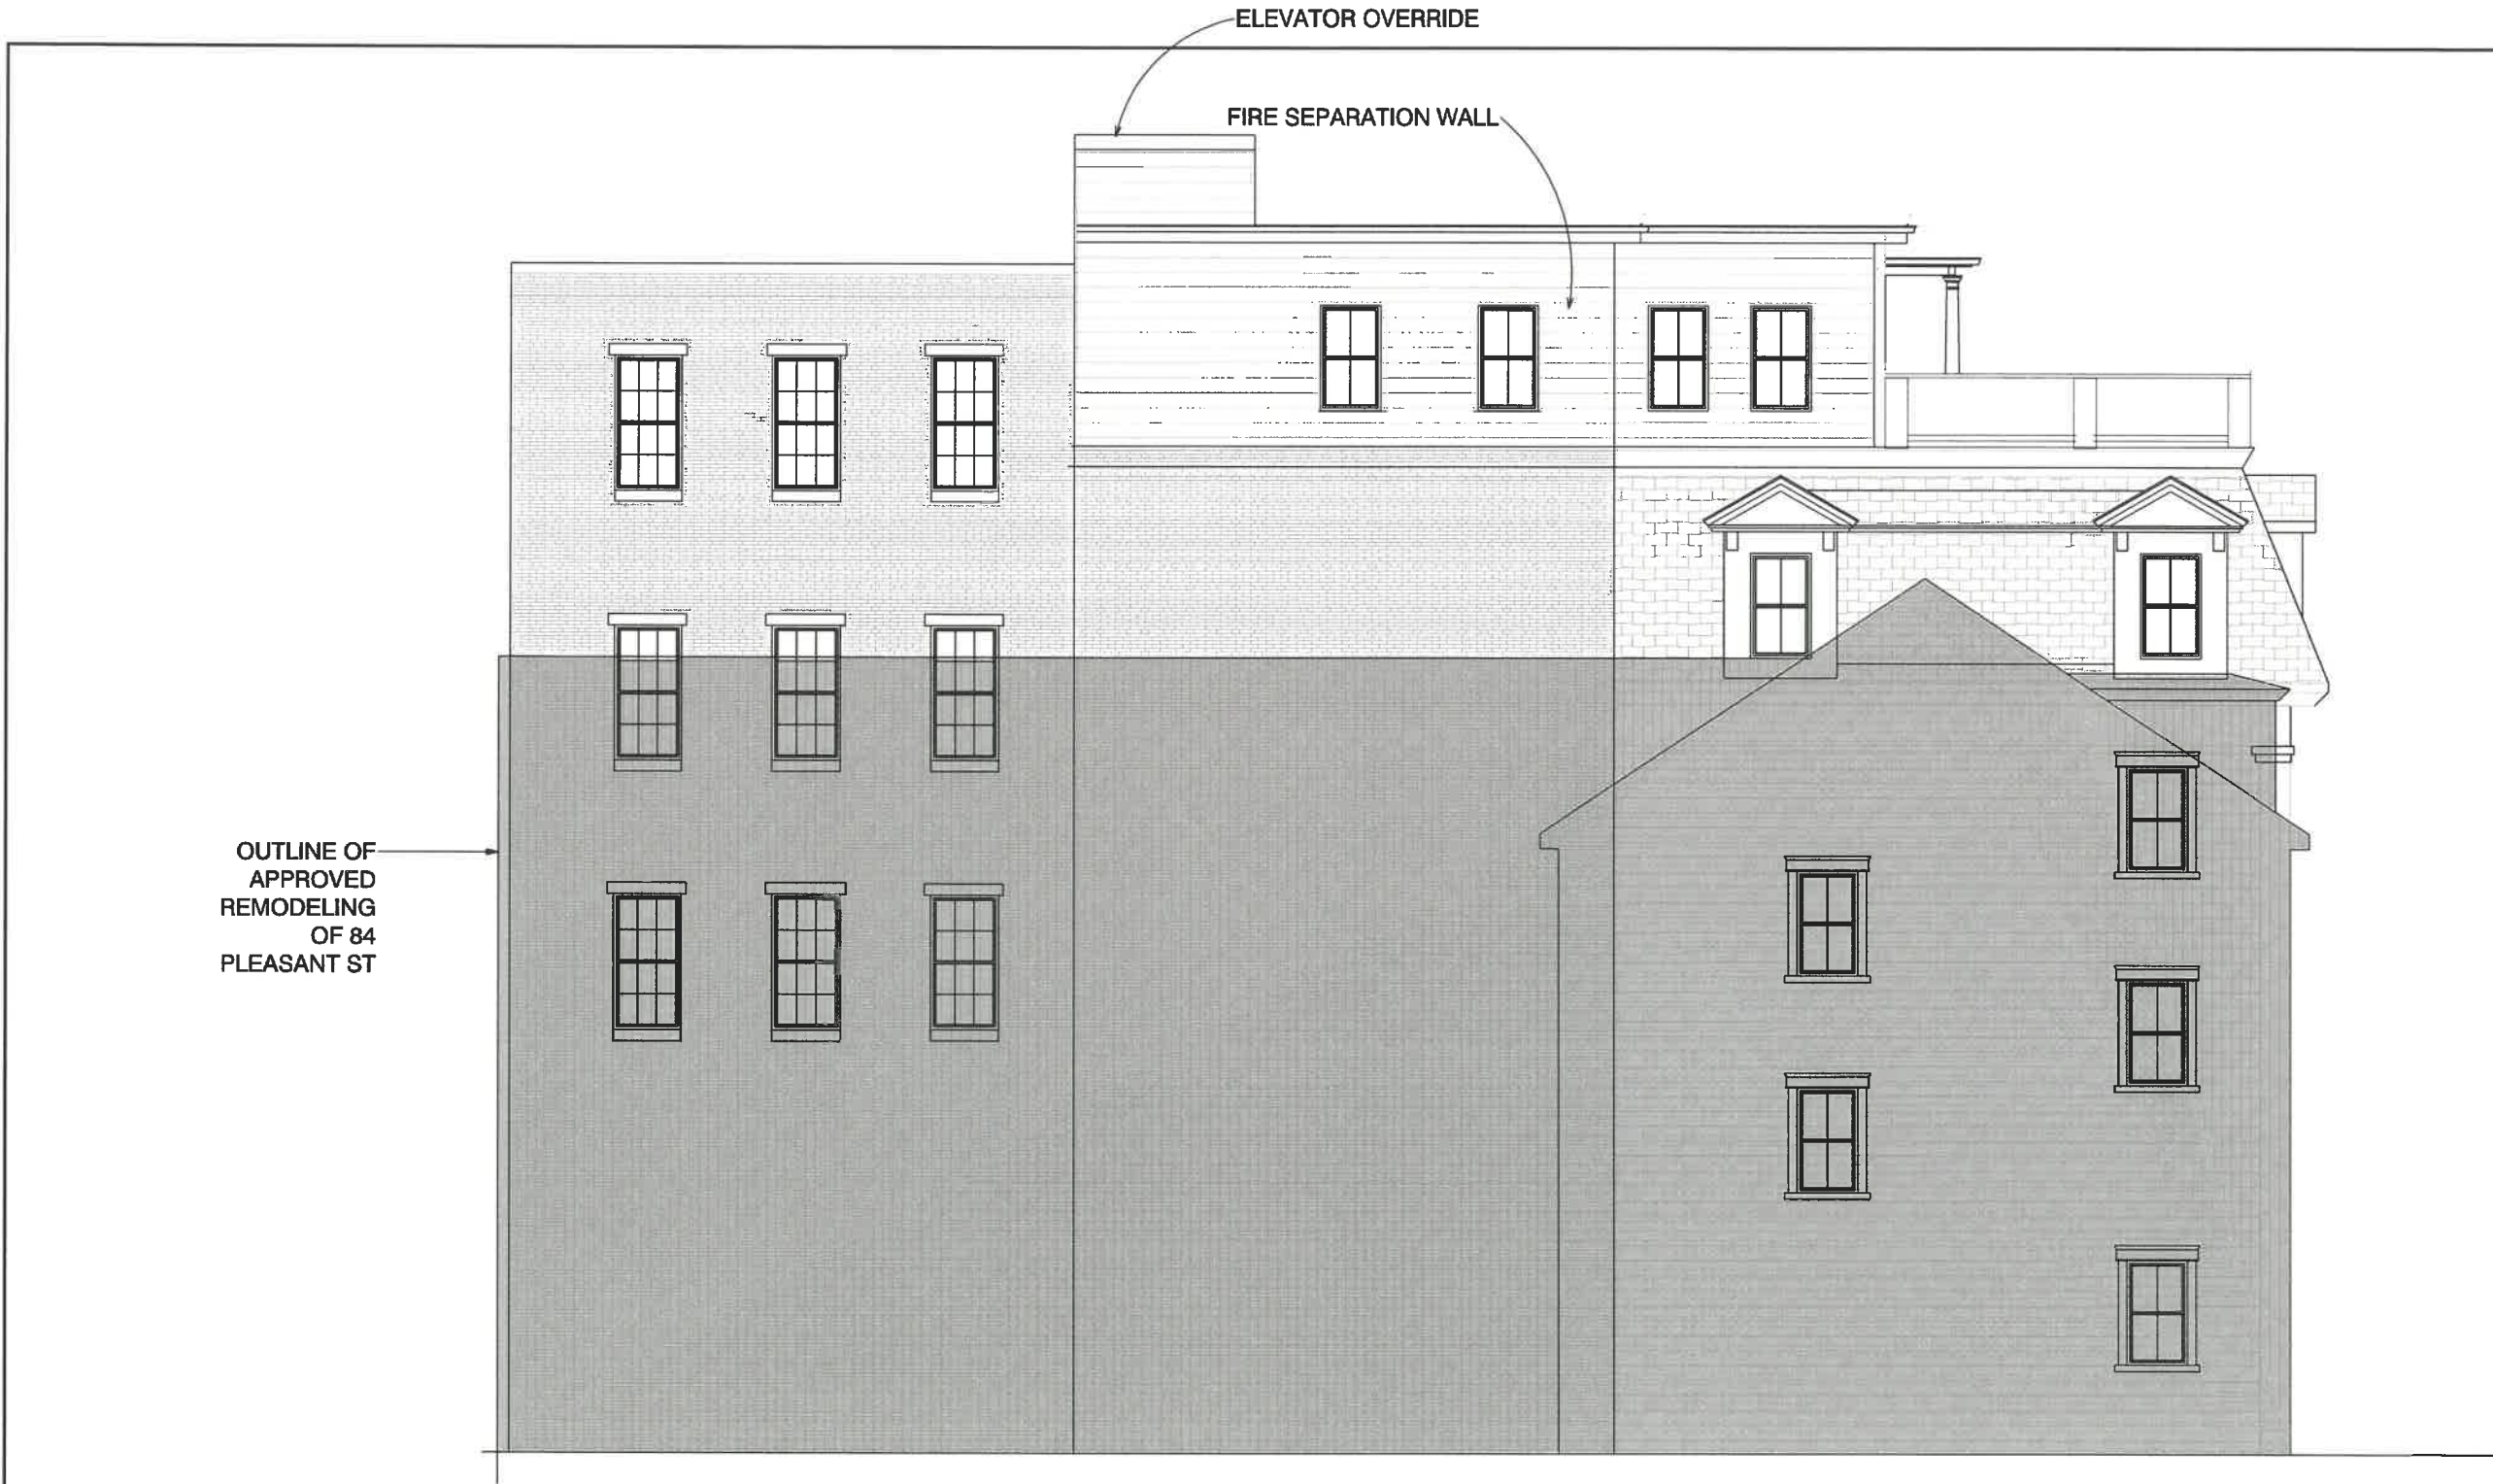 ELEVATOR OVERRIDE
FIRE SEPARATION WALL
OUTLINE OF
APPROVED
REMODELING
OF 84
PLEASANT ST